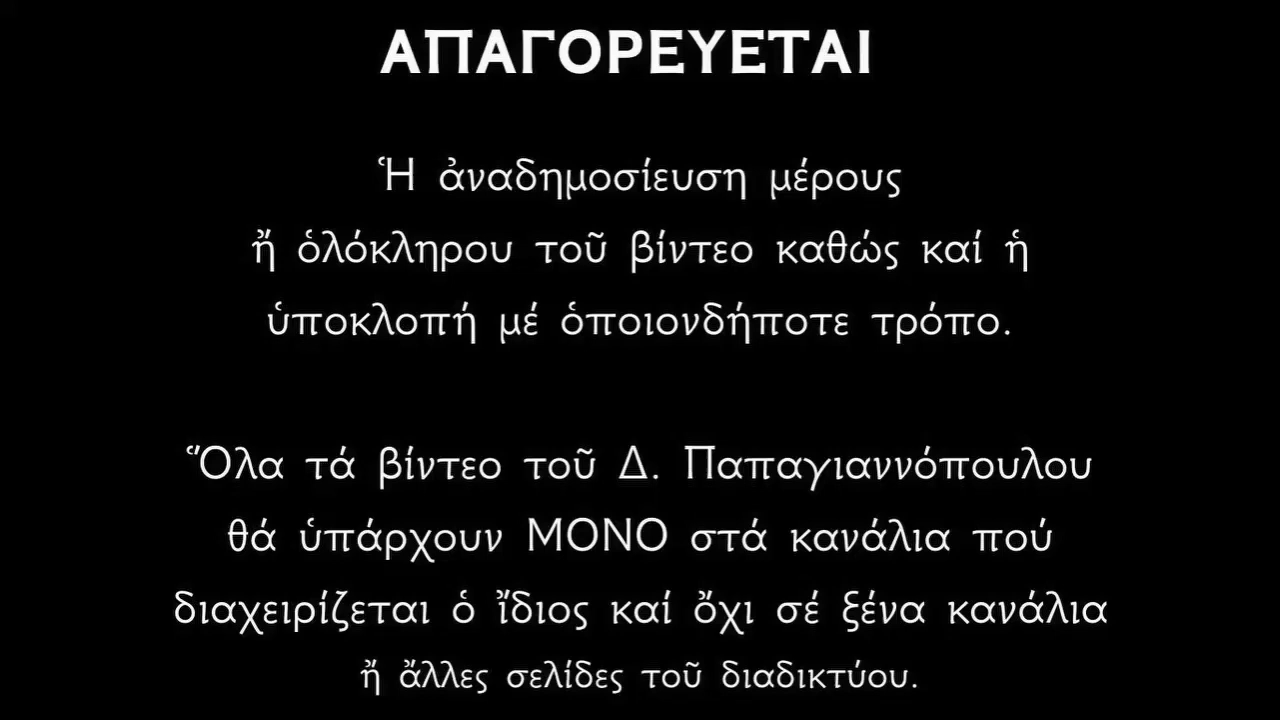 ΑΠΑΓΟΡΕΥΕΤΑΙ
Ἡ ἀναδημοσίευση μέρους
ἤ ὁλόκληρου τοῦ βίντεο καθώς καί ἡ
ὑποκλοπή μέ ὁποιονδήποτε τρόπο.
Ὅλα τά βίντεο τοῦ Δ. Παπαγιαννόπουλου
θά ὑπάρχουν ΜΟΝΟ στά κανάλια πού
διαχειρίζεται ὁ ἴδιος καί ὄχι σέ ξένα κανάλια
ἤ ἄλλες σελίδες τοῦ διαδικτύου.